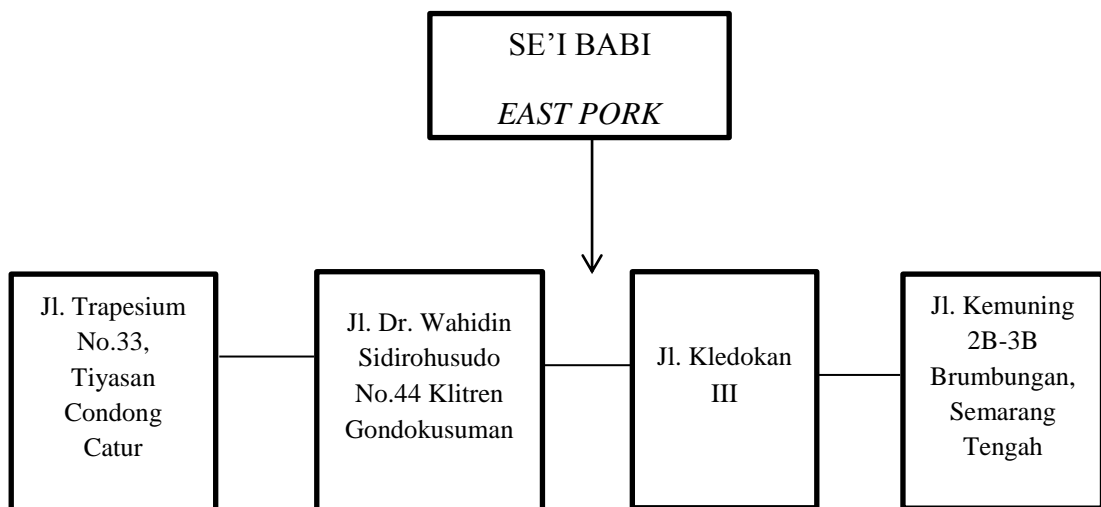 SE’I BABI
EAST PORK
Jl. Trapesium
No.33,
Tiyasan
Condong
Catur
Jl. Dr. Wahidin
Sidirohusudo
No.44 Klitren
Gondokusuman
Jl. Kledokan
III
Jl. Kemuning
2B-3B
Brumbungan,
Semarang
Tengah